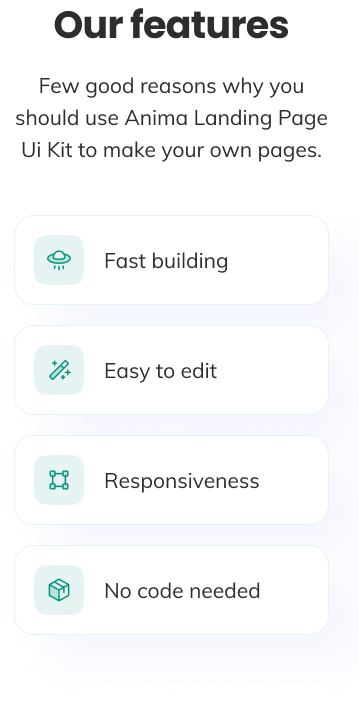 Our features
Few good reasons why you
should use Anima Landing Page
Ui Kit to make your own pages.
Fast building
Easy to edit
Responsiveness
No code needed